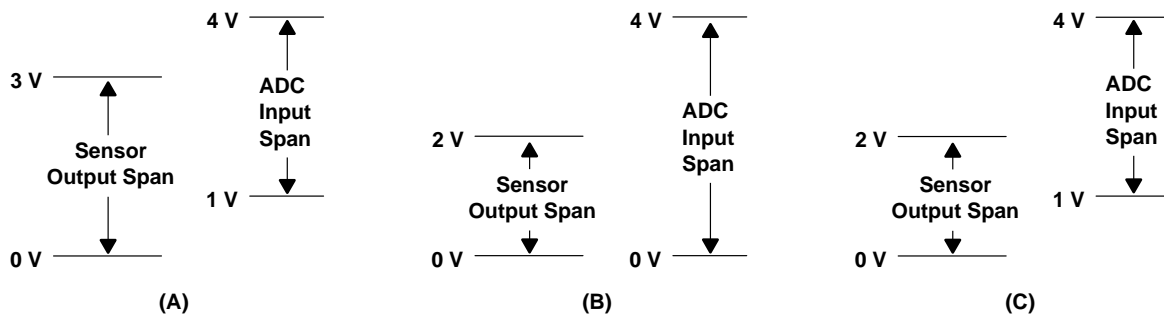 4 V
3 V
ADC
Input
Span
Sensor
Output Span
1 V
0 V
(A)
4 V
ADC
Input
Span
2 V
Sensor
Output Span
0 V
0 V
(B)
4 V
ADC
Input
Span
2 V
Sensor
Output Span
1 V
0 V
(C)